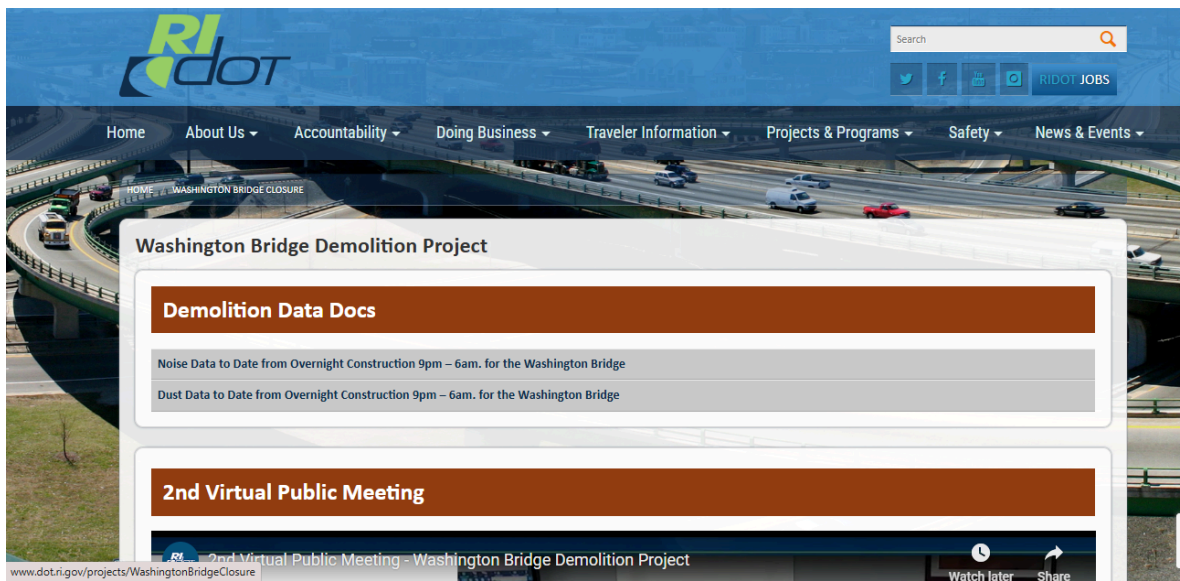 RI
DOT
Search
RIDOT JOBS
Home About Us Accountability Doing Business Traveler Information Projects & Programs Safety News & Events
HOME / WASHINGTON BRIDGE CLOSURE
Washington Bridge Demolition Project
Demolition Data Docs
Noise Data to Date from Overnight Construction 9pm – 6am. for the Washington Bridge
Dust Data to Date from Overnight Construction 9pm – 6am. for the Washington Bridge
2nd Virtual Public Meeting
2nd Virtual Public Meeting - Washington Bridge Demolition Project
Watch later Share
www.dot.ri.gov/projects/WashingtonBridgeClosure